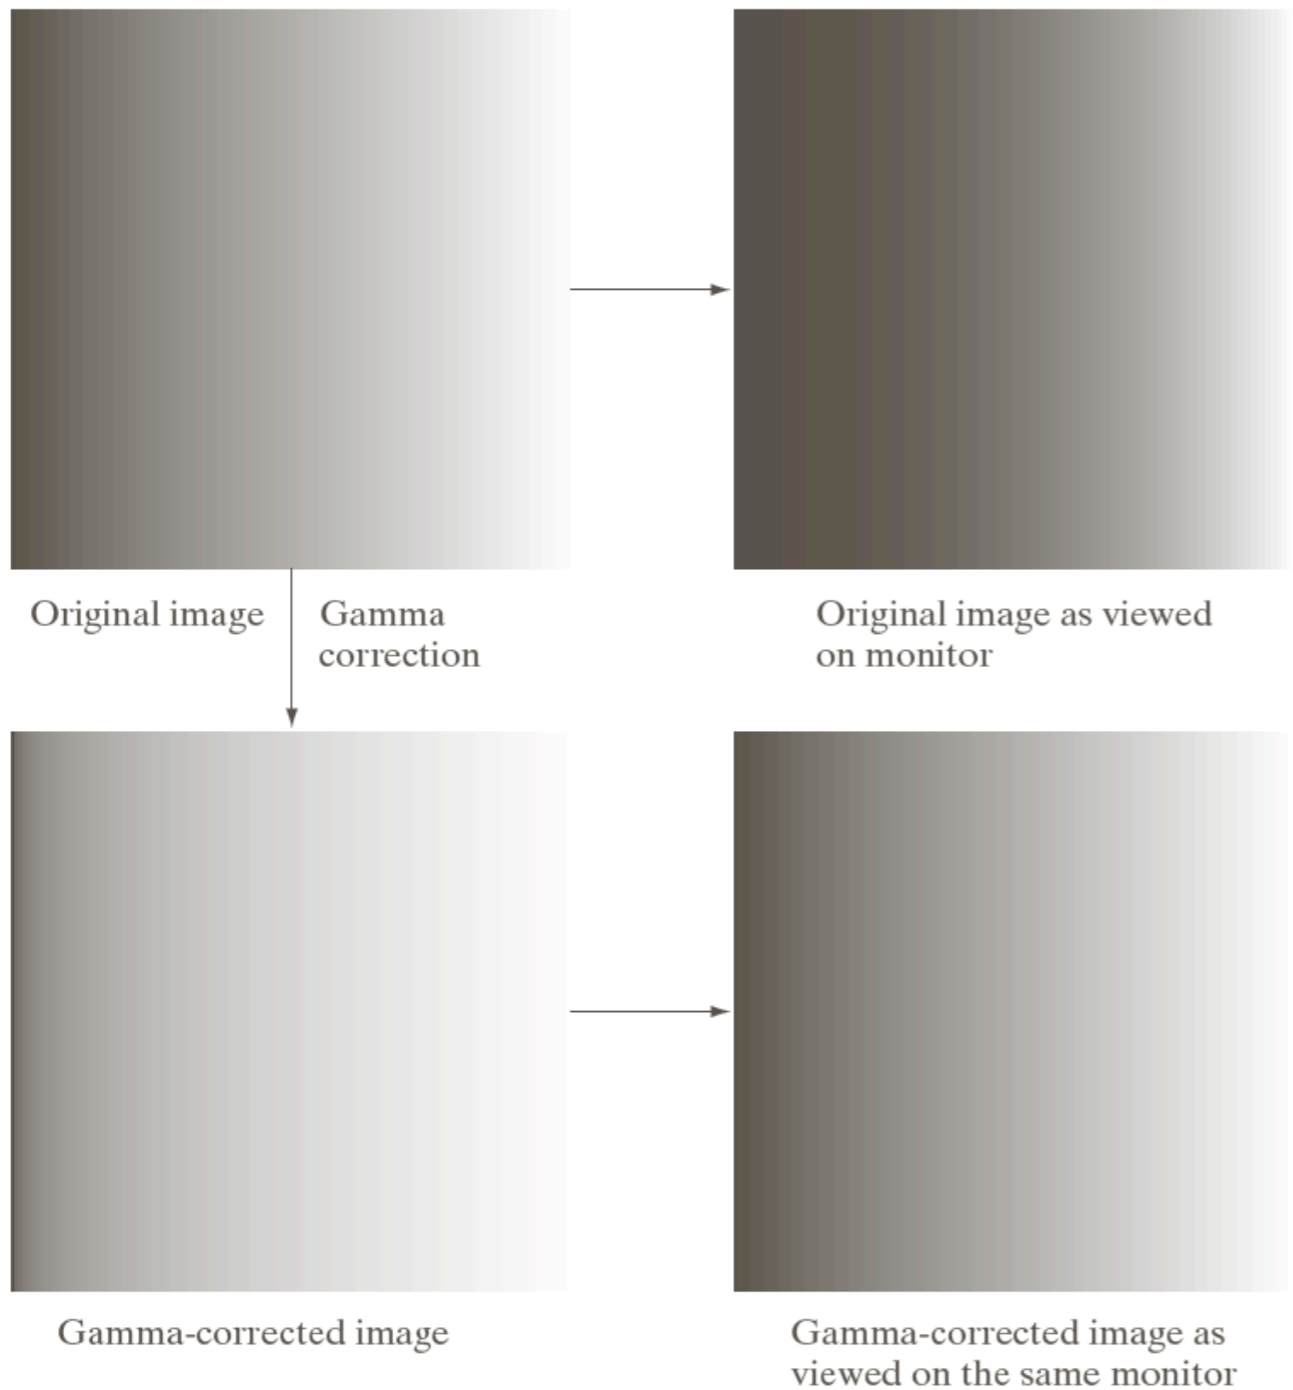 Original image
Gamma
correction
Original image as viewed
on monitor
Gamma-corrected image
Gamma-corrected image as
viewed on the same monitor